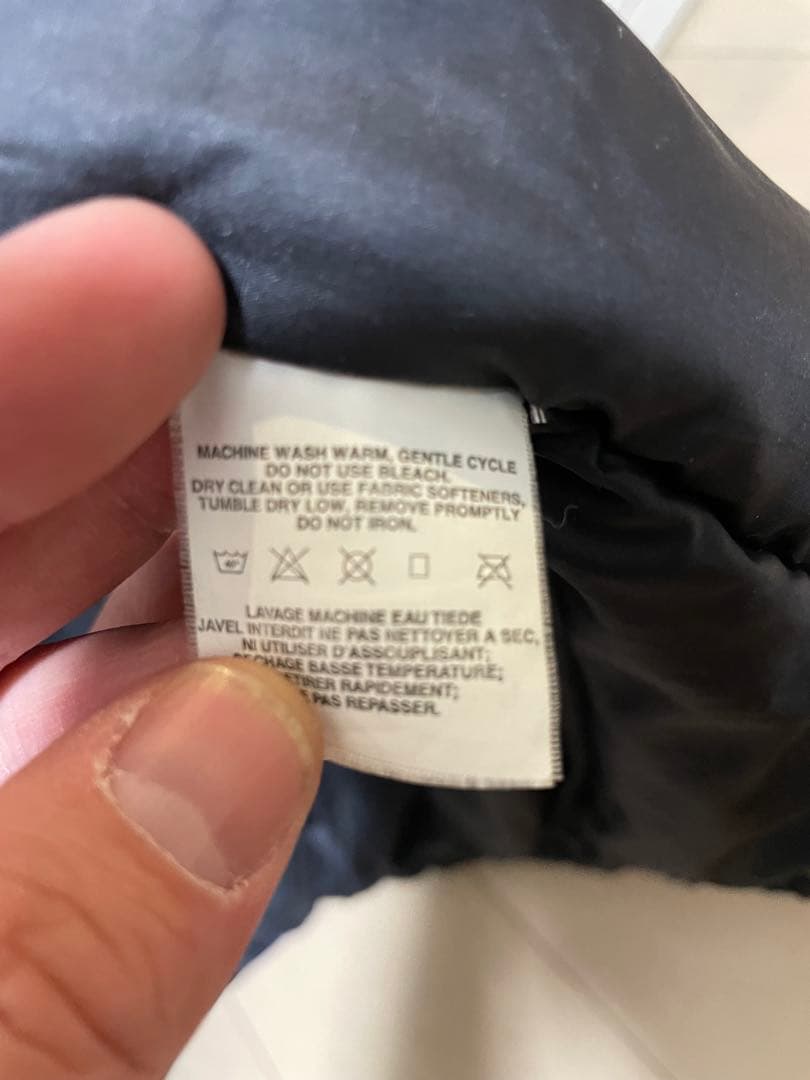 MACHINE WASH WARM, GENTLE CYCLE
DO NOT USE BLEACH,
DRY CLEAN OR USE FABRIC SOFTENERS,
TUMBLE DRY LOW, REMOVE PROMPTLY
DO NOT IRON.
40°
LAVAGE MACHINE EAU TIEDE
JAVEL INTERDIT NE PAS NETTOYER A SEC,
NI UTILISER D'ASSOUPLISANT;
SECHAGE BASSE TEMPERATURE;
RAPIDEMENT;
PAS REPASSER.